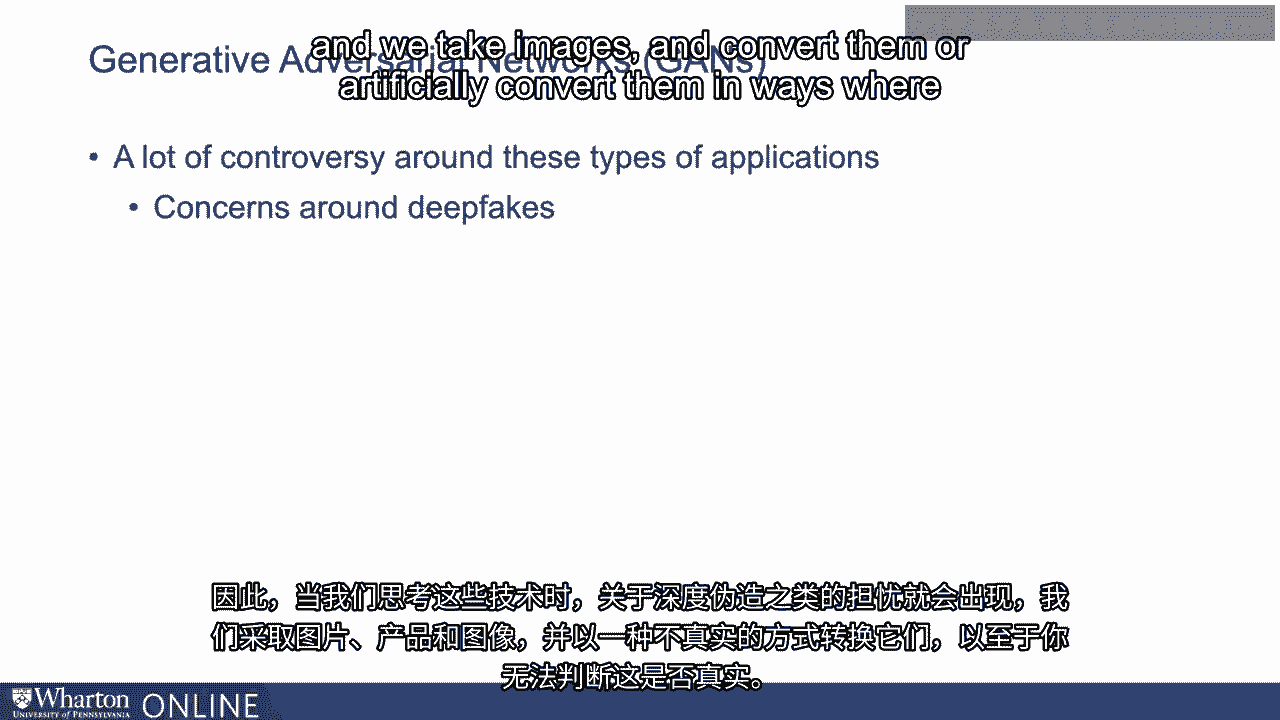 and we take images, and convert them or
Generative Adversarial Networks (GANs)
artificially convert them in ways where
• A lot of controversy around these types of applications
• Concerns around deepfakes
因此，当我们思考这些技术时，关于深度伪造之类的担忧就会出现，我
们采取图片、产品和图像，并以一种不真实的方式转换它们，以至于你
无法判断这是否真实。
Wharton ONLINE
UNIVERSITY of PENNSYLVANIA